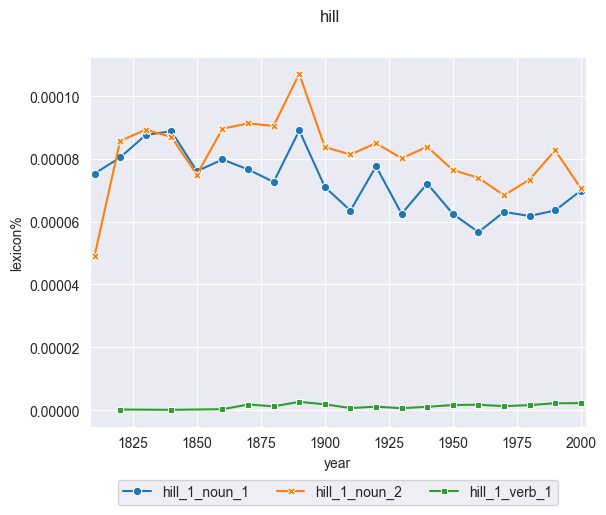 hill
0.00010
0.00008
0.00006
0.00004
0.00002
0.00000
lexicon%
1825 1850 1875 1900 1925 1950 1975 2000
year
hill_1_noun_1 hill_1_noun_2 hill_1_verb_1